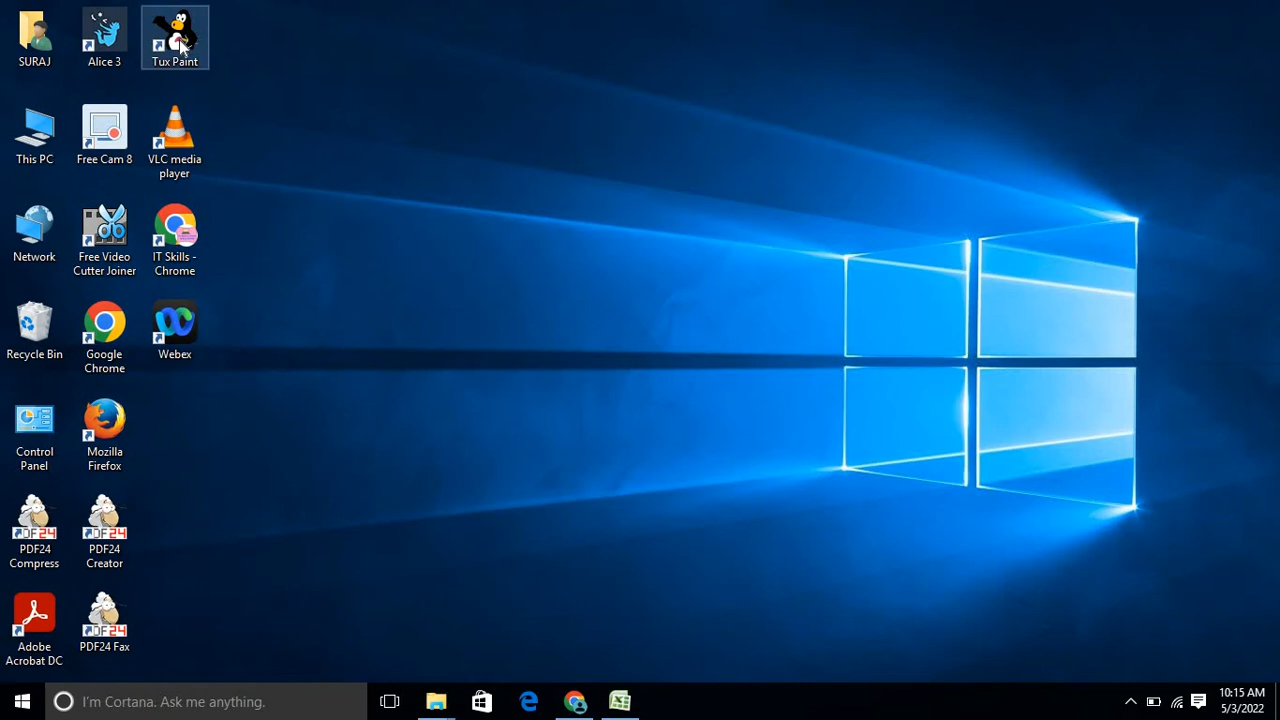 SURAJ
Alice 3
Tux Paint
This PC
Free Cam 8
VLC media
player
Network
Free Video
Cutter Joiner
IT Skills -
Chrome
Recycle Bin
Google
Chrome
Webex
Control
Panel
Mozilla
Firefox
PDF24
Compress
PDF24
Creator
Adobe
Acrobat DC
PDF24 Fax
I'm Cortana. Ask me anything.
10:15 AM
5/3/2022